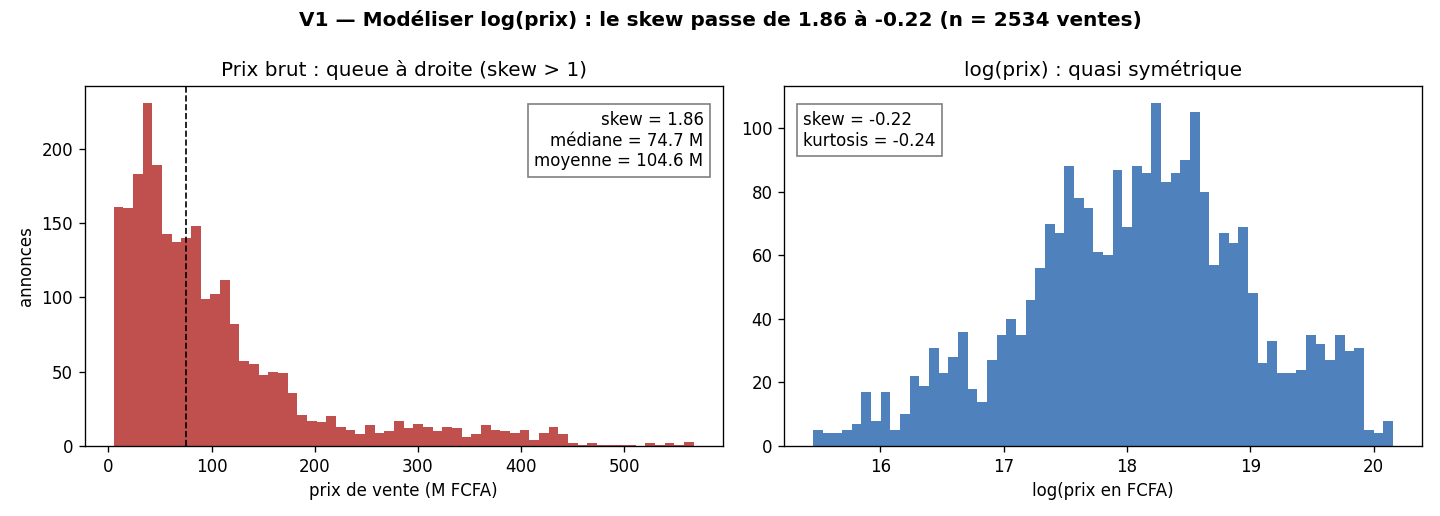 V1 — Modéliser log(prix) : le skew passe de 1.86 à -0.22 (n = 2534 ventes)
Prix brut : queue à droite (skew > 1)
skew = 1.86
médiane = 74.7 M
moyenne = 104.6 M
annonces
0
50
100
150
200
0
100
200
300
400
500
prix de vente (M FCFA)
log(prix) : quasi symétrique
skew = -0.22
kurtosis = -0.24
0
20
40
60
80
100
16
17
18
19
20
log(prix en FCFA)